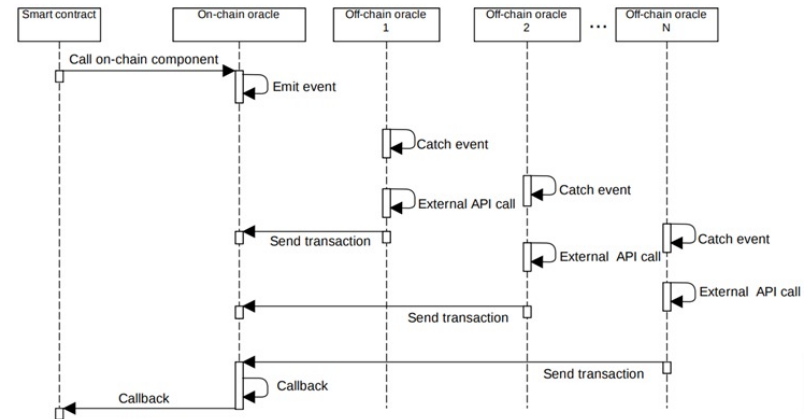 Smart contract
On-chain oracle
Off-chain oracle
1
Off-chain oracle
2
...
Off-chain oracle
N
Call on-chain component
Emit event
Catch event
Catch event
External API call
Catch event
Send transaction
External API call
External API call
Send transaction
Send transaction
Callback
Callback